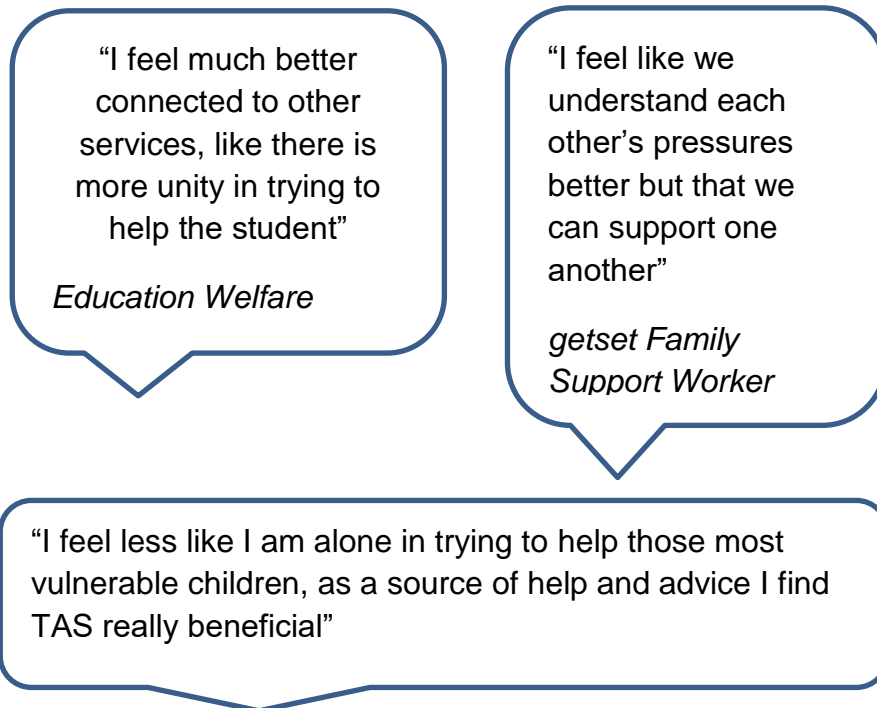 “I feel much better
connected to other
services, like there is
more unity in trying to
help the student”
Education Welfare
“I feel like we
understand each
other’s pressures
better but that we
can support one
another”
getset Family
Support Worker
“I feel less like I am alone in trying to help those most
vulnerable children, as a source of help and advice I find
TAS really beneficial”